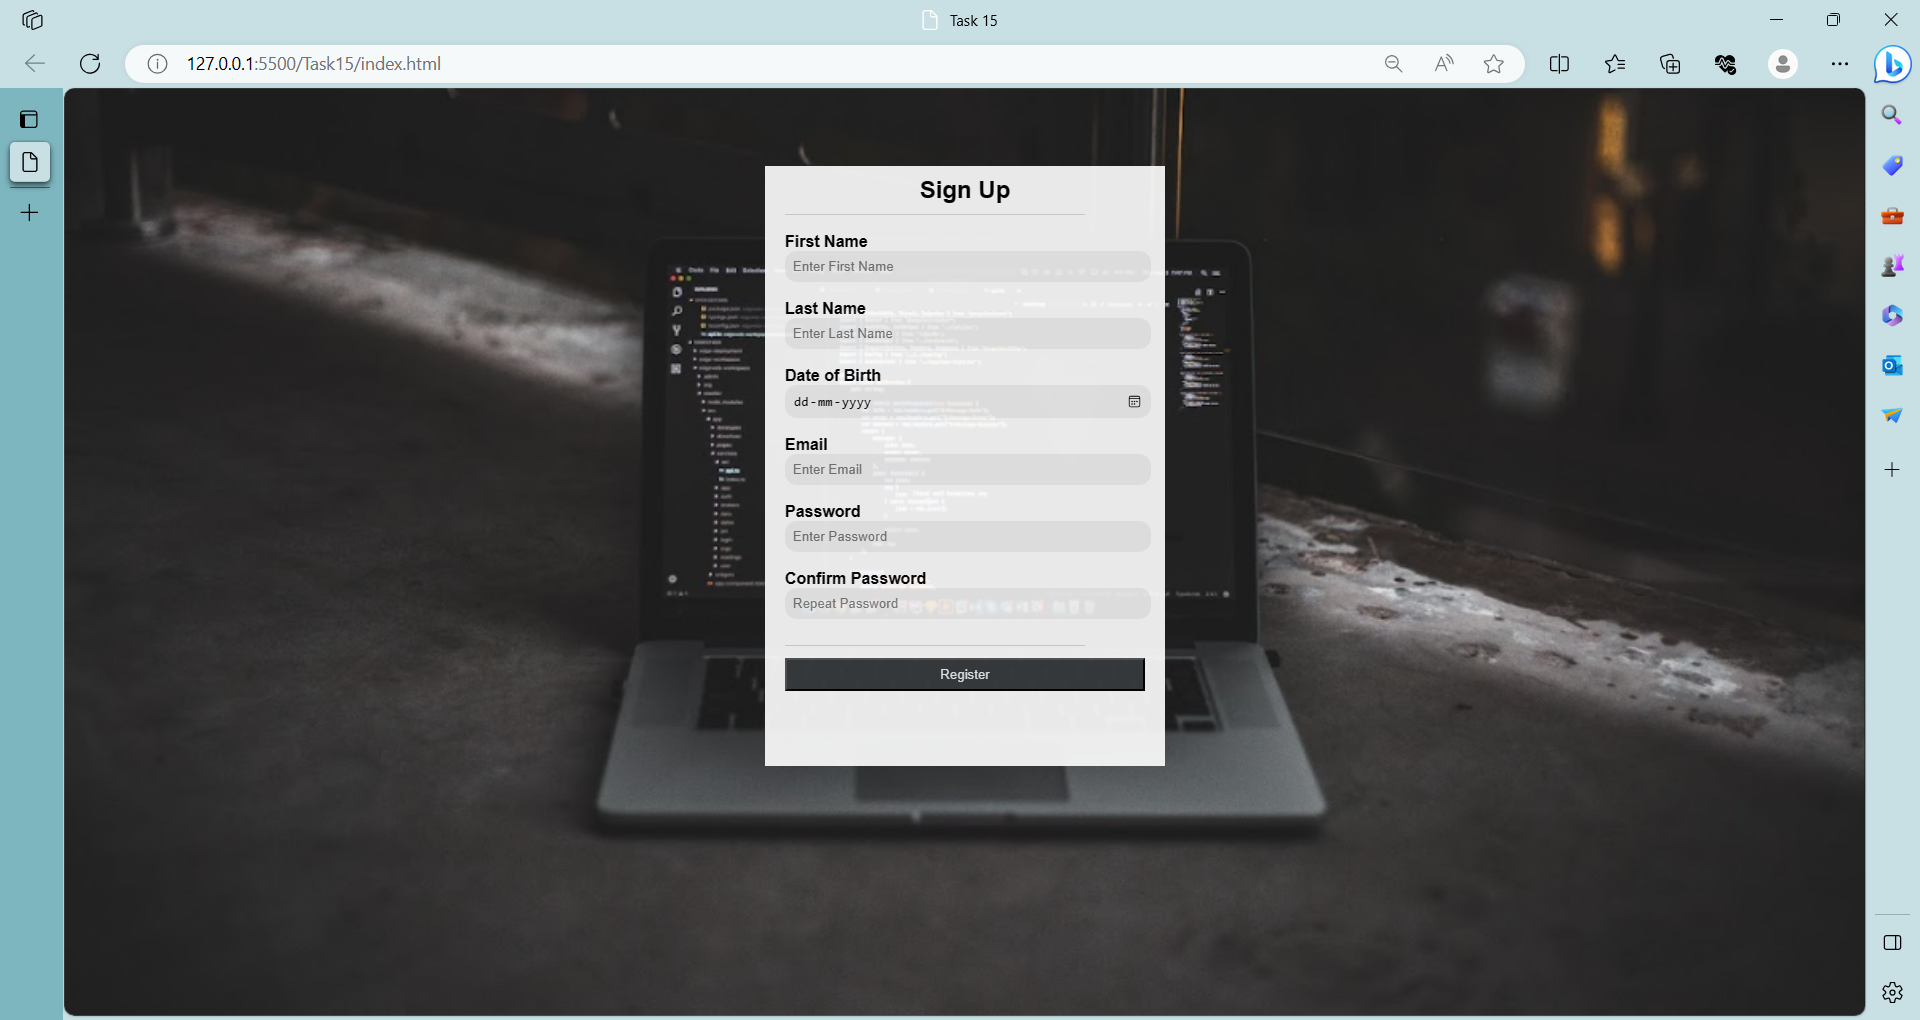 Task 15
127.0.0.1:5500/Task15/index.html
Sign Up
First Name
Enter First Name
Last Name
Enter Last Name
Date of Birth
dd-mm-yyyy
Email
Enter Email
Password
Enter Password
Confirm Password
Repeat Password
Register